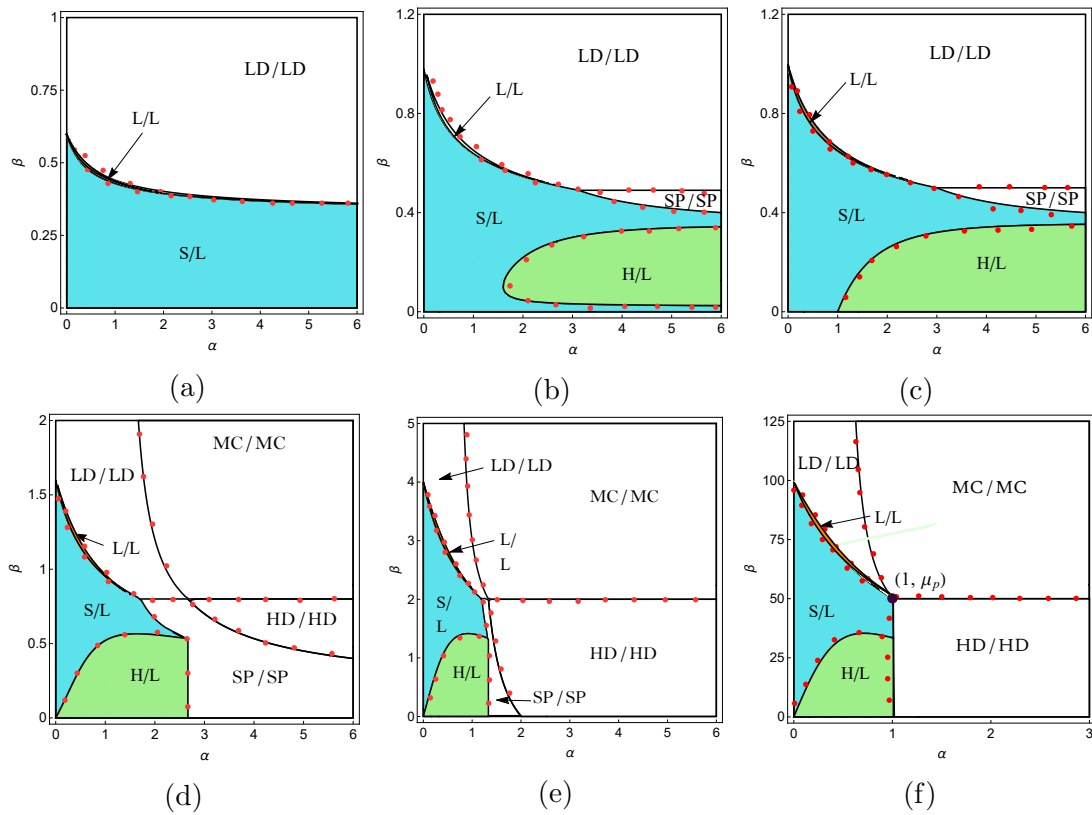 1
0.75
0.5
0.25
0
β
LD/LD
L/L
S/L
0 1 2 3 4 5 6
α
(a)
1.2
0.8
0.4
0
β
LD/LD
L/L
SP/SP
S/L
H/L
0 1 2 3 4 5 6
α
(b)
1.2
0.8
0.4
0
β
LD/LD
L/L
SP/SP
S/L
H/L
0 1 2 3 4 5 6
α
(c)
2
1.5
1
0.5
0
β
MC/MC
LD/LD
L/L
S/L
HD/HD
H/L
SP/SP
0 1 2 3 4 5 6
α
(d)
5
4
3
2
1
0
β
LD/LD
MC/MC
L/
L
S/
L
HD/HD
H/L
SP/SP
0 1 2 3 4 5 6
α
(e)
125
100
75
50
25
0
β
LD/LD
MC/MC
L/L
(1, μp)
S/L
HD/HD
H/L
0 1 2 3
α
(f)